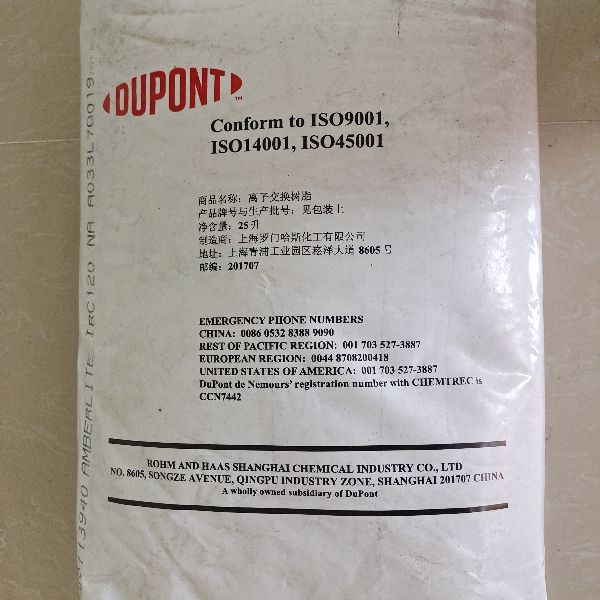 DUPONT
Conform to ISO9001,
ISO14001, ISO45001
商品名称：离子交换树脂
产品牌号与生产批号：见包装上
净含量：25升
制造商：上海罗门哈斯化工有限公司
地址：上海青浦工业园区崧泽大道 8605 号
邮编：201707
EMERGENCY PHONE NUMBERS
CHINA: 0086 0532 8388 9090
REST OF PACIFIC REGION: 001 703 527-3887
EUROPEAN REGION: 0044 8708200418
UNITED STATES OF AMERICA: 001 703 527-3887
DuPont de Nemours' registration number with CHEMTREC is
CCN7442
ROHM AND HAAS SHANGHAI CHEMICAL INDUSTRY CO., LTD
NO. 8605, SONGZE AVENUE, QINGPU INDUSTRY ZONE, SHANGHAI 201707 CHINA
A wholly owned subsidiary of DuPont
AMBERLITE IRC120 NA A033L70019